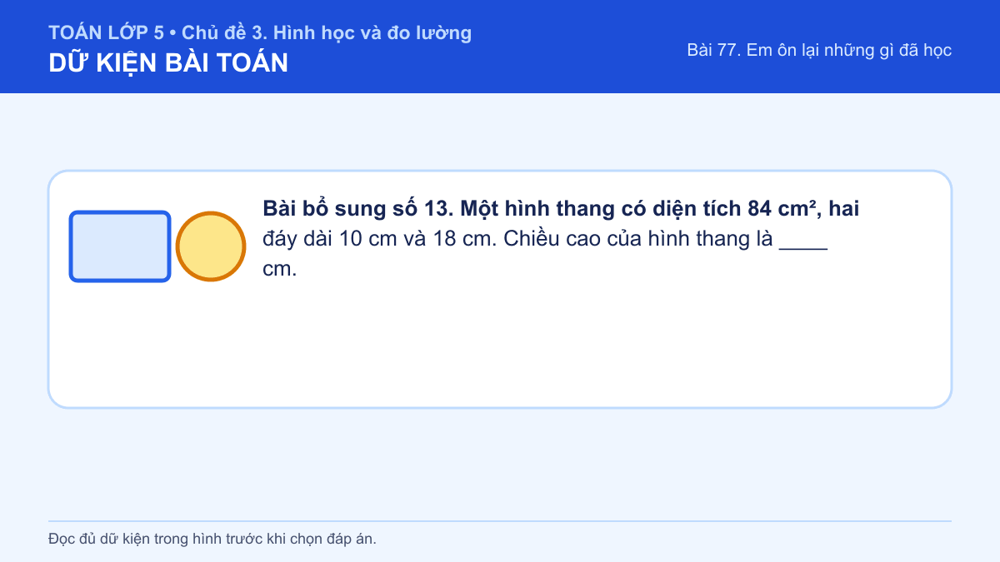 TOÁN LỚP 5 • Chủ đề 3. Hình học và đo lường
DỮ KIỆN BÀI TOÁN
Bài 77. Em ôn lại những gì đã học
Bài bổ sung số 13. Một hình thang có diện tích 84 cm², hai
đáy dài 10 cm và 18 cm. Chiều cao của hình thang là ____
cm.
Đọc đủ dữ kiện trong hình trước khi chọn đáp án.